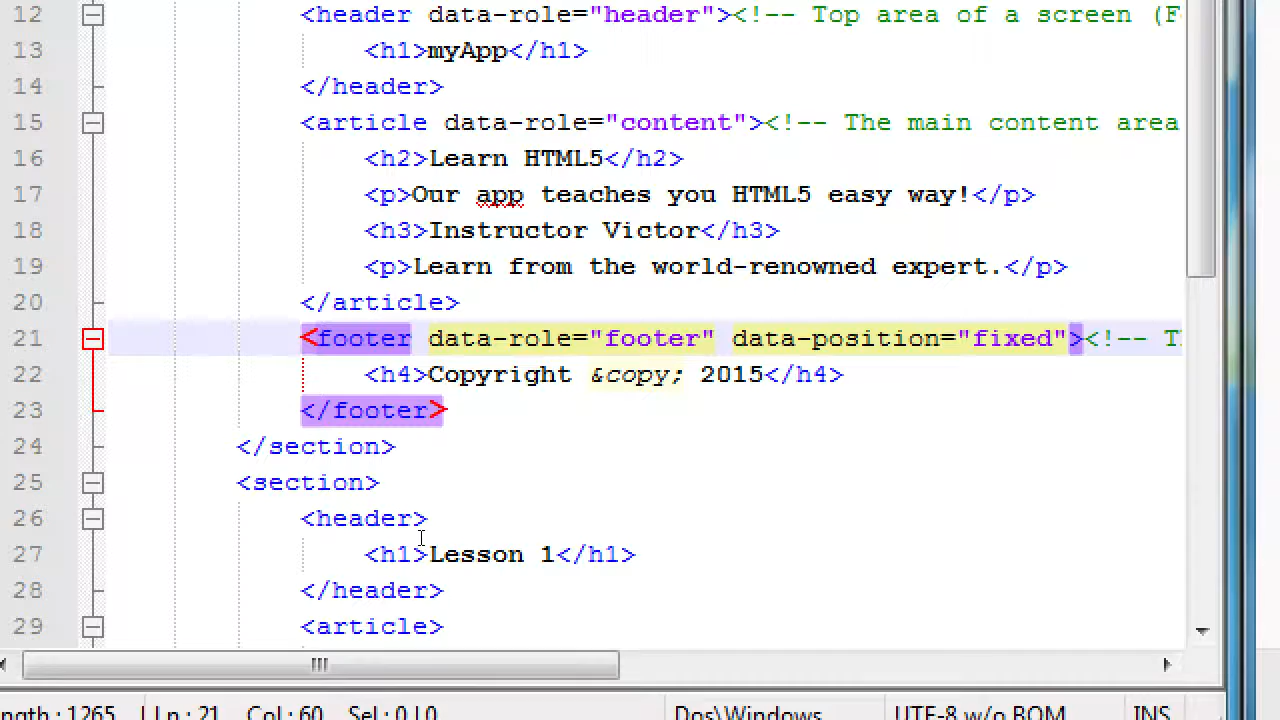 12 <header data-role="header"><!-- Top area of a screen (F
13 <h1>myApp</h1>
14 </header>
15 <article data-role="content"><!-- The main content area
16 <h2>Learn HTML5</h2>
17 <p>Our app teaches you HTML5 easy way!</p>
18 <h3>Instructor Victor</h3>
19 <p>Learn from the world-renowned expert.</p>
20 </article>
21 <footer data-role="footer" data-position="fixed"><!-- T
22 <h4>Copyright &copy; 2015</h4>
23 </footer>
24 </section>
25 <section>
26 <header>
27 <h1>Lesson 1</h1>
28 </header>
29 <article>
ngth : 1265 Ln : 21 Col : 60 Sel : 0 | 0 Dos\Windows UTF-8 w/o BOM INS